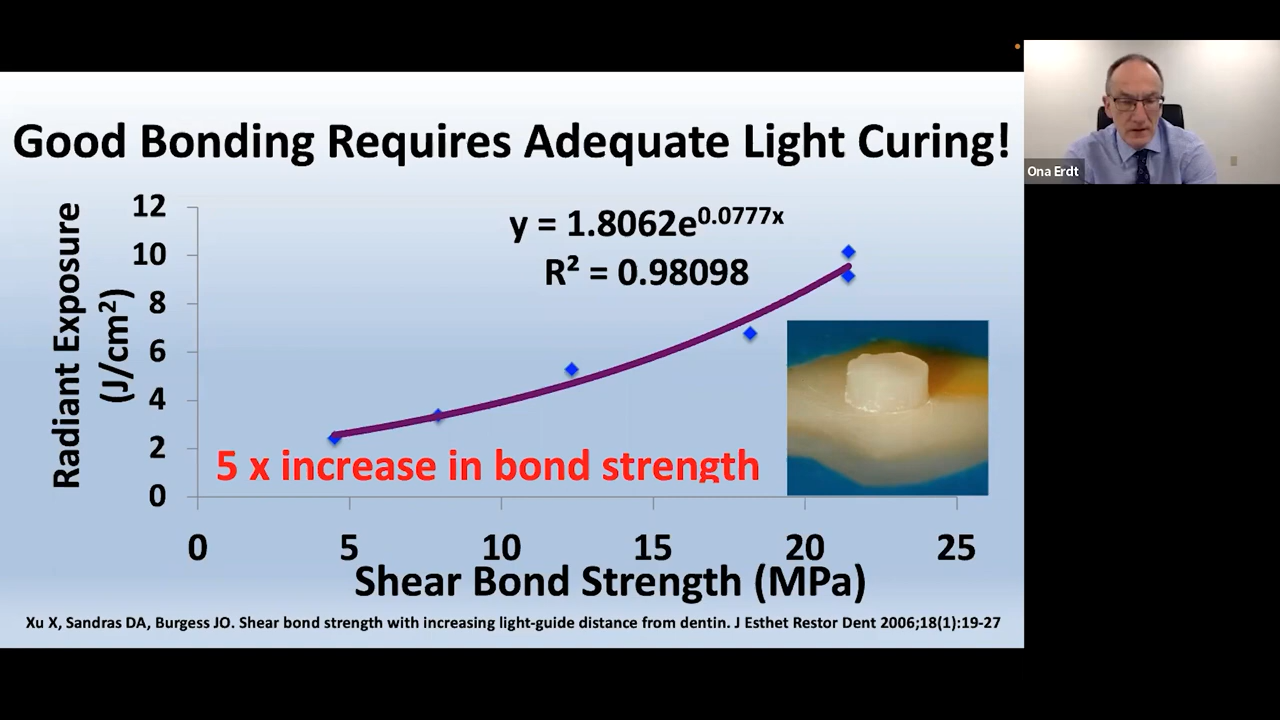 Good Bonding Requires Adequate Light Curing!
Radiant Exposure
(J/cm²)
12
10
8
6
4
2
0
y = 1.8062e^0.0777x
R² = 0.98098
5 x increase in bond strength
0 5 10 15 20 25
Shear Bond Strength (MPa)
Xu X, Sandras DA, Burgess JO. Shear bond strength with increasing light-guide distance from dentin. J Esthet Restor Dent 2006;18(1):19-27
Ona Erdt